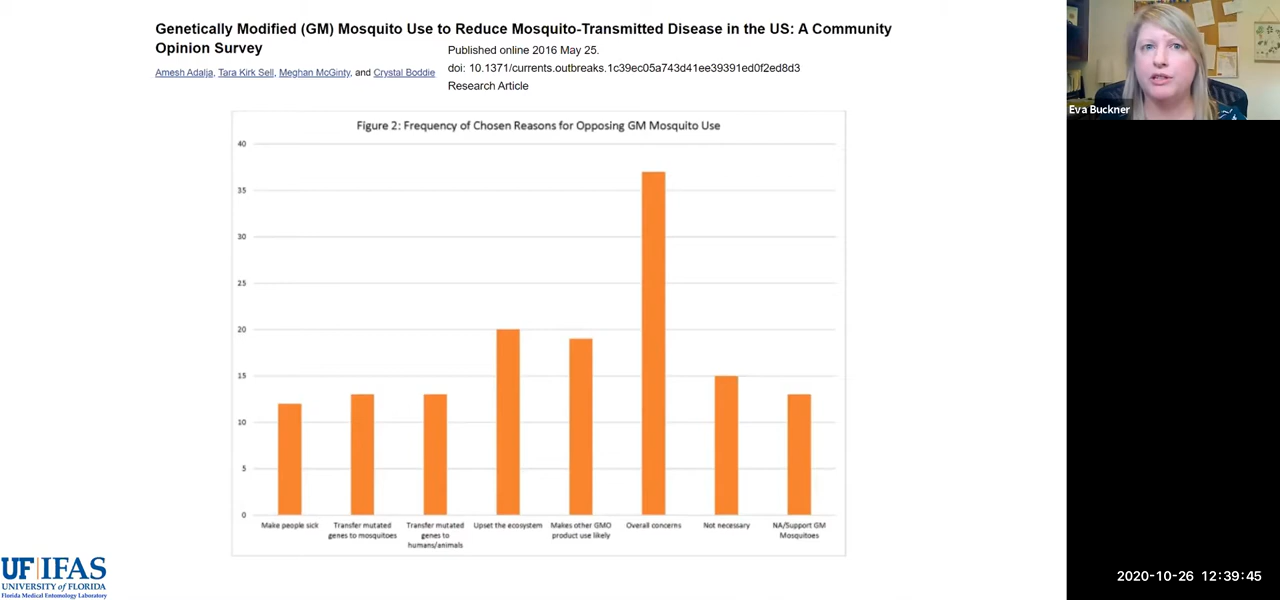 Genetically Modified (GM) Mosquito Use to Reduce Mosquito-Transmitted Disease in the US: A Community
Opinion Survey
Published online 2016 May 25.
Amesh Adalja, Tara Kirk Sell, Meghan McGinty, and Crystal Boddie
doi: 10.1371/currents.outbreaks.1c39ec05a743d41ee39391ed0f2ed8d3
Research Article
Eva Buckner
Figure 2: Frequency of Chosen Reasons for Opposing GM Mosquito Use
40
35
30
25
20
15
10
5
0
Make people sick
Transfer mutated
genes to mosquitoes
Transfer mutated
genes to
humans/animals
Upset the ecosystem
Makes other GMO
product use likely
Overall concerns
Not necessary
NA/Support GM
Mosquitoes
UF|IFAS
UNIVERSITY of FLORIDA
Florida Medical Entomology Laboratory
2020-10-26 12:39:45